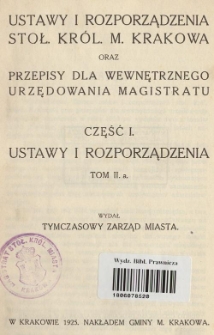 USTAWY I ROZPORZĄDZENIA
STOŁ. KRÓL. M. KRAKOWA
ORAZ
PRZEPISY DLA WEWNĘTRZNEGO
URZĘDOWANIA MAGISTRATU
CZĘŚĆ I.
USTAWY I ROZPORZĄDZENIA
TOM II. a.
WYDAŁ
TYMCZASOWY ZARZĄD MIASTA.
Wydz. Bibl. Prawnicza
1806076528
W KRAKOWIE 1925. NAKŁADEM GMINY M. KRAKOWA.